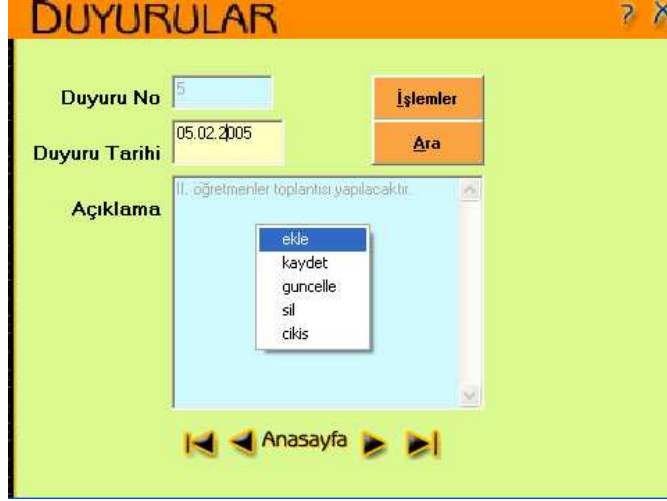 DUYURULAR ? X
Duyuru No 5
İşlemler
Duyuru Tarihi 05.02.2005
Ara
Açıklama II. öğretmenler toplantısı yapılacaktır.
ekle
kaydet
guncelle
sil
cikis
Anasayfa